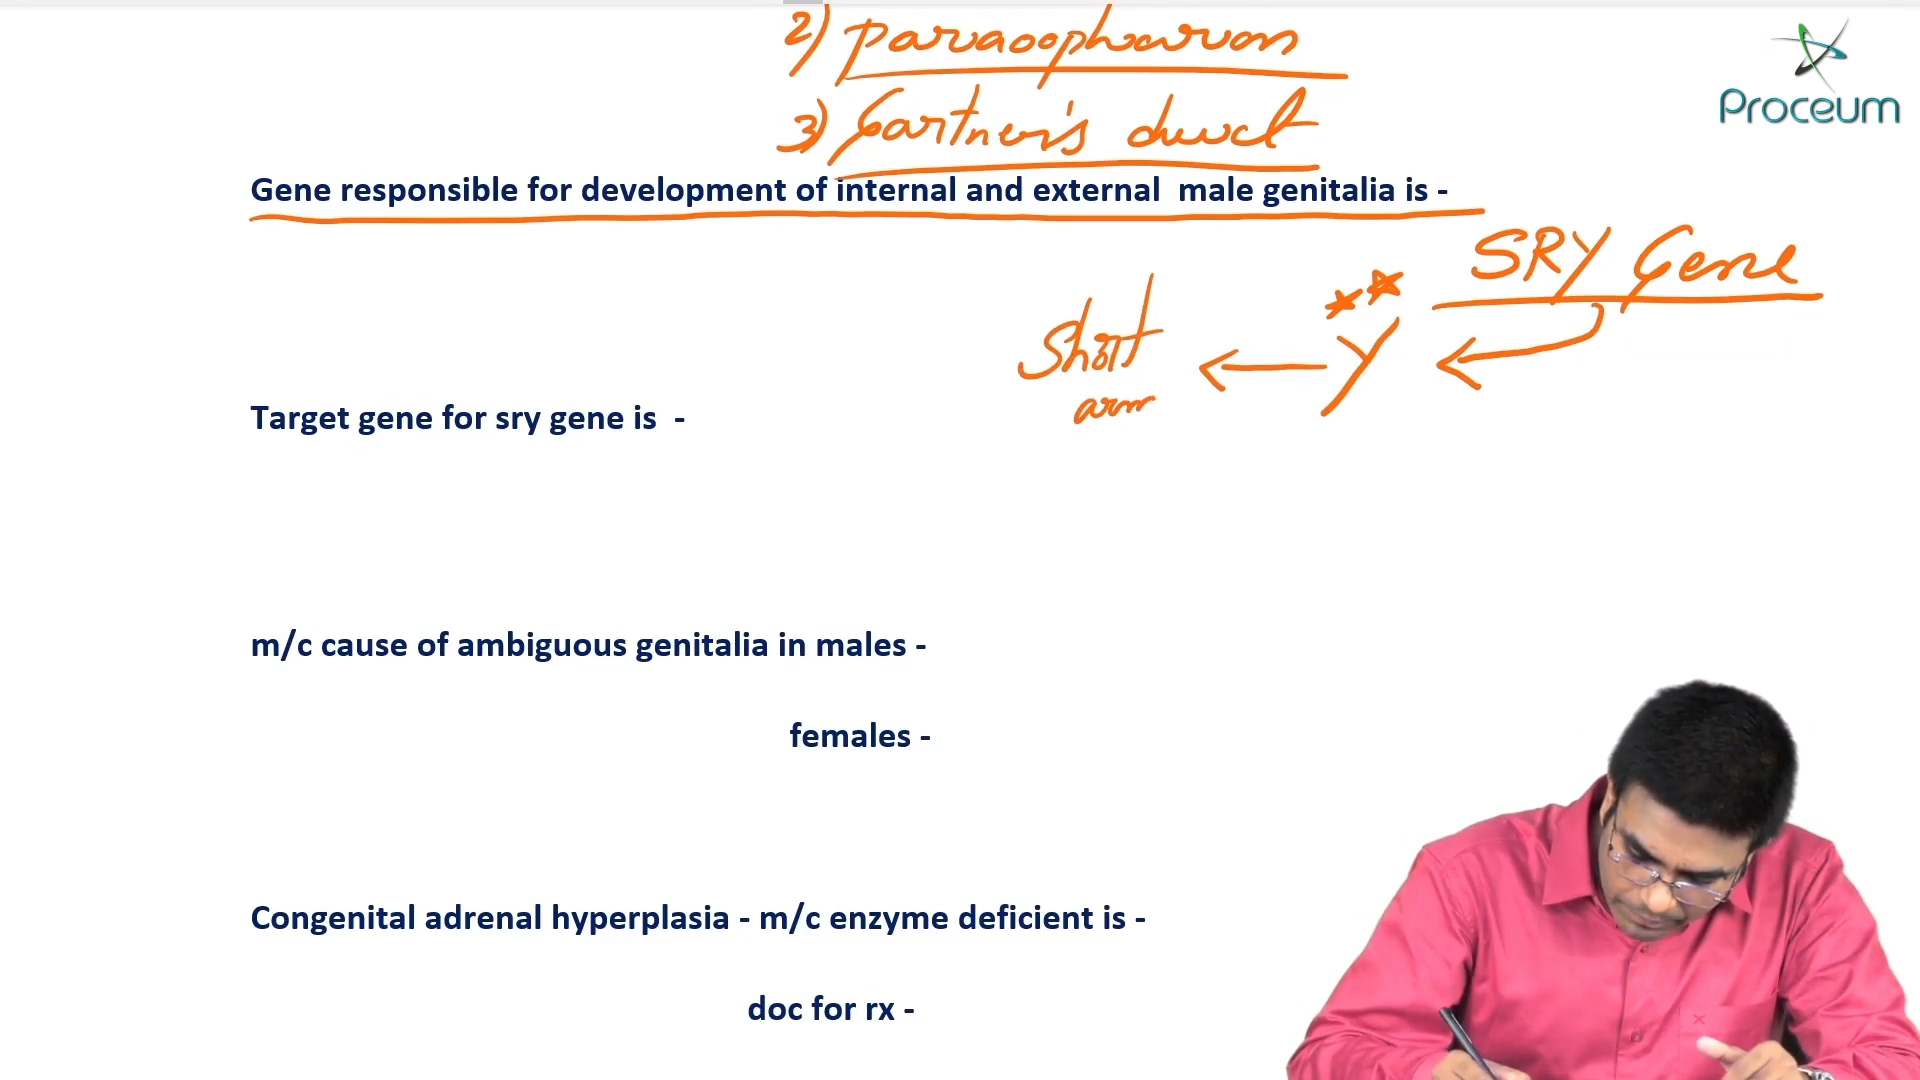 2) paraoophoron
3) Gartner's duct
Proceum
Gene responsible for development of internal and external male genitalia is -
SRY Gene
Short arm ← Y
Target gene for sry gene is -
m/c cause of ambiguous genitalia in males -
females -
Congenital adrenal hyperplasia - m/c enzyme deficient is -
doc for rx -